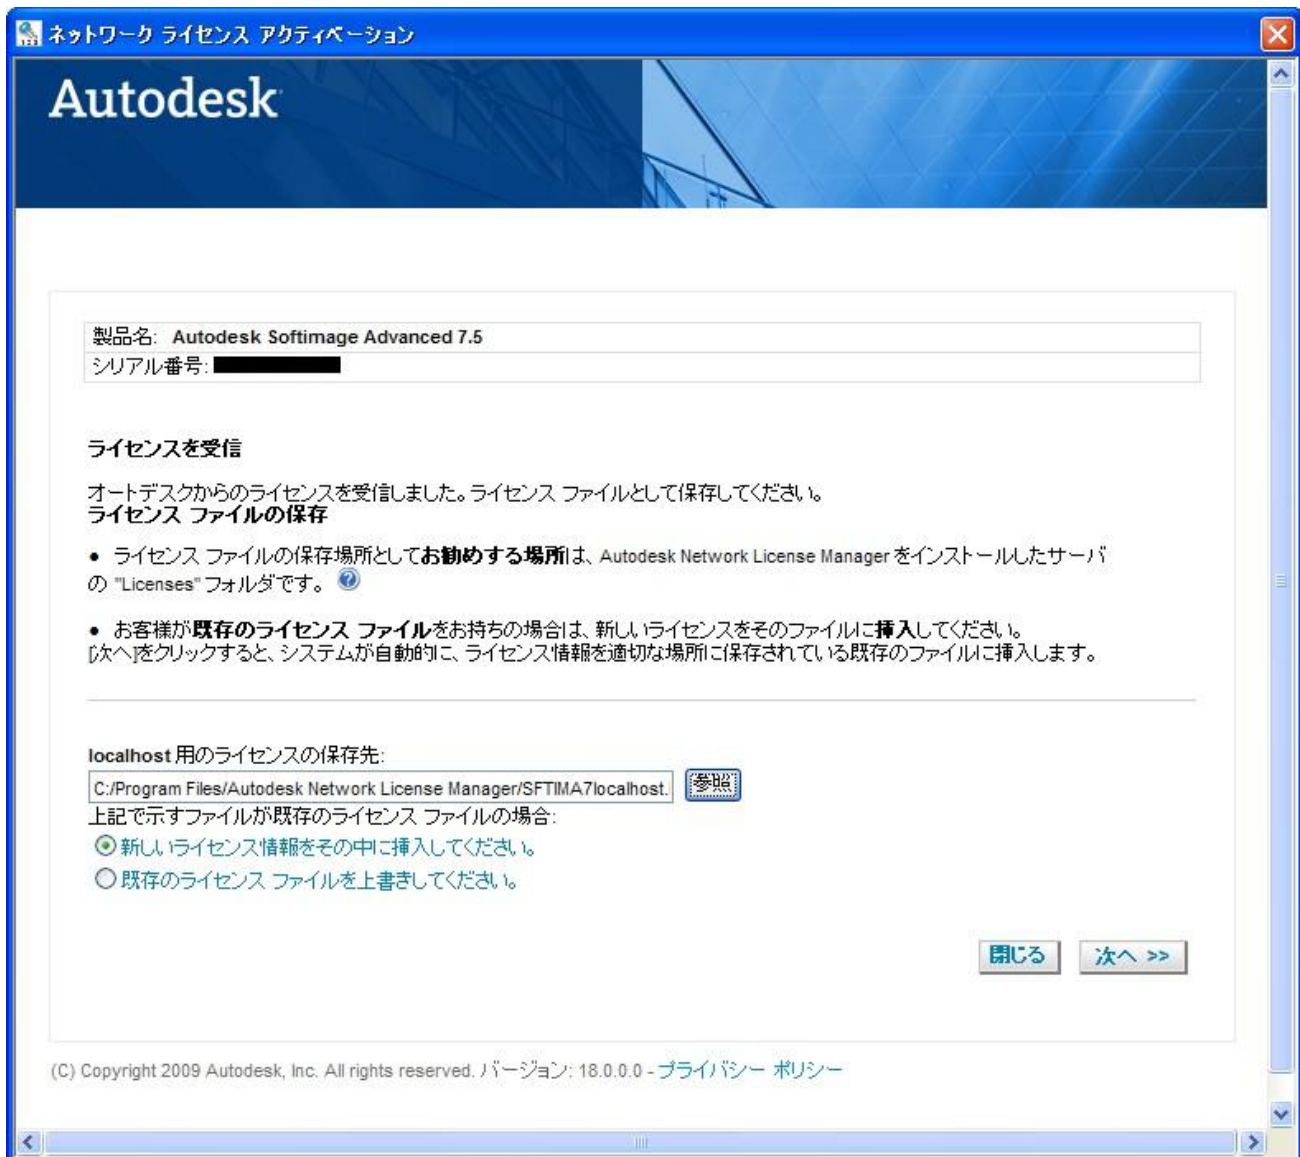 ネットワーク ライセンス アクティベーション
Autodesk
製品名: Autodesk Softimage Advanced 7.5
シリアル番号:
ライセンスを受信
オートデスクからのライセンスを受信しました。ライセンス ファイルとして保存してください。
ライセンス ファイルの保存
• ライセンス ファイルの保存場所としてお勧めする場所は、Autodesk Network License Manager をインストールしたサーバ
の "Licenses" フォルダです。
• お客様が既存のライセンス ファイルをお持ちの場合は、新しいライセンスをそのファイルに挿入してください。
[次へ]をクリックすると、システムが自動的に、ライセンス情報を適切な場所に保存されている既存のファイルに挿入します。
localhost 用のライセンスの保存先:
C:/Program Files/Autodesk Network License Manager/SFTIMA7localhost.
参照
上記で示すファイルが既存のライセンス ファイルの場合:
新しいライセンス情報をその中に挿入してください。
既存のライセンス ファイルを上書きしてください。
閉じる
次へ >>
(C) Copyright 2009 Autodesk, Inc. All rights reserved. バージョン: 18.0.0.0 - プライバシー ポリシー